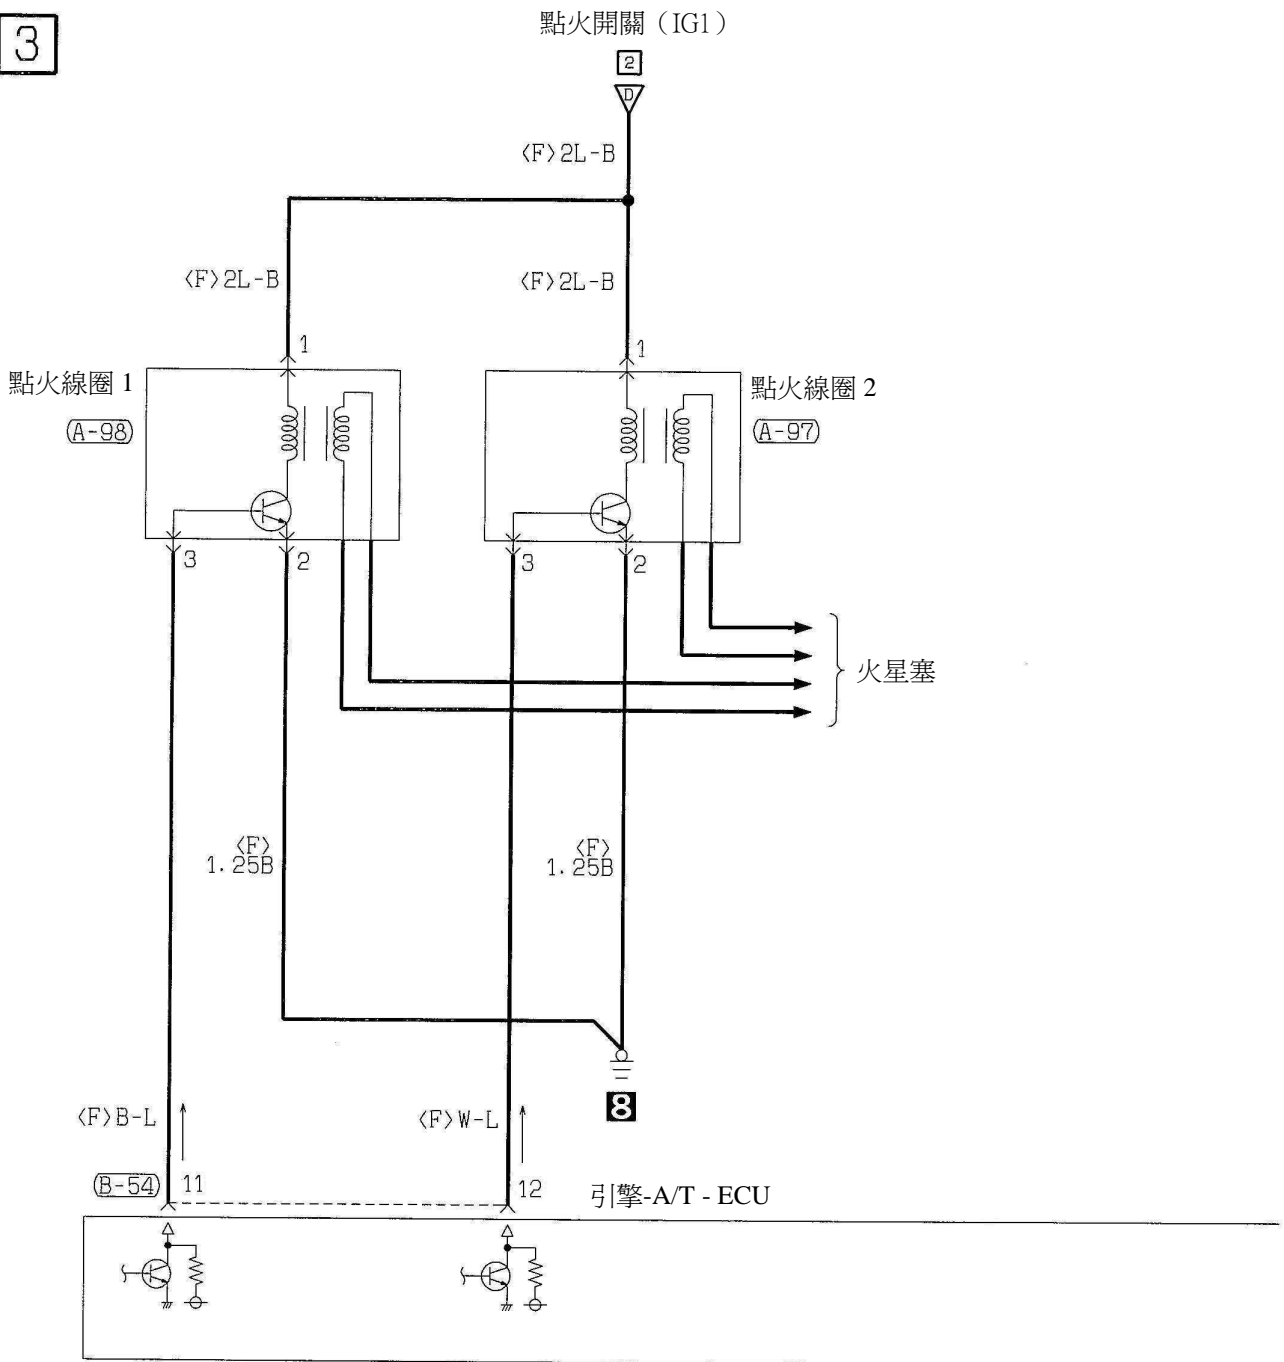 3
點火開關（IG1）
2
D
〈F〉2L-B
〈F〉2L-B
〈F〉2L-B
1
1
點火線圈 1
點火線圈 2
A-98
A-97
3
2
3
2
火星塞
〈F〉
1.25B
〈F〉
1.25B
8
〈F〉B-L
〈F〉W-L
B-54
11
12
引擎-A/T - ECU